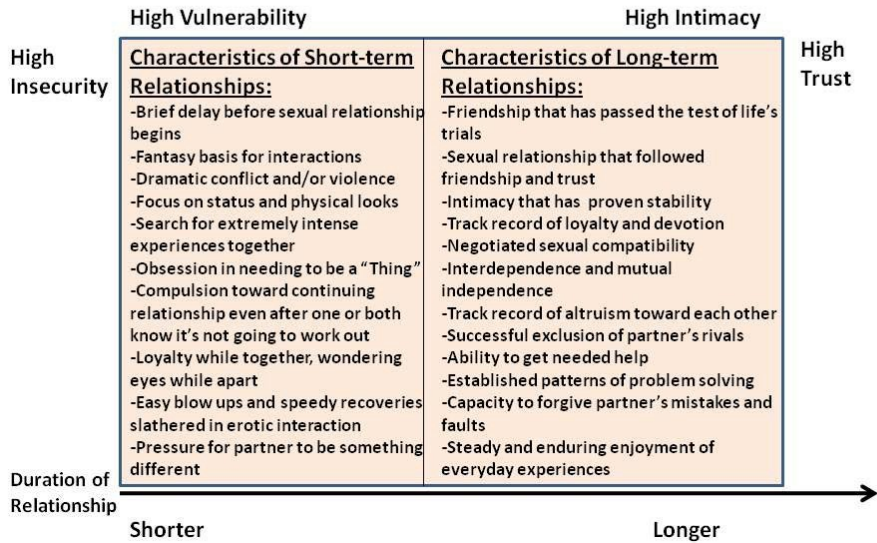 High Vulnerability
High Intimacy
High
Insecurity
High
Trust
Characteristics of Short-term
Relationships:
-Brief delay before sexual relationship
begins
-Fantasy basis for interactions
-Dramatic conflict and/or violence
-Focus on status and physical looks
-Search for extremely intense
experiences together
-Obsession in needing to be a “Thing”
-Compulsion toward continuing
relationship even after one or both
know it’s not going to work out
-Loyalty while together, wondering
eyes while apart
-Easy blow ups and speedy recoveries
slathered in erotic interaction
-Pressure for partner to be something
different
Characteristics of Long-term
Relationships:
-Friendship that has passed the test of life’s
trials
-Sexual relationship that followed
friendship and trust
-Intimacy that has proven stability
-Track record of loyalty and devotion
-Negotiated sexual compatibility
-Interdependence and mutual
independence
-Track record of altruism toward each other
-Successful exclusion of partner’s rivals
-Ability to get needed help
-Established patterns of problem solving
-Capacity to forgive partner’s mistakes and
faults
-Steady and enduring enjoyment of
everyday experiences
Duration of
Relationship
Shorter
Longer